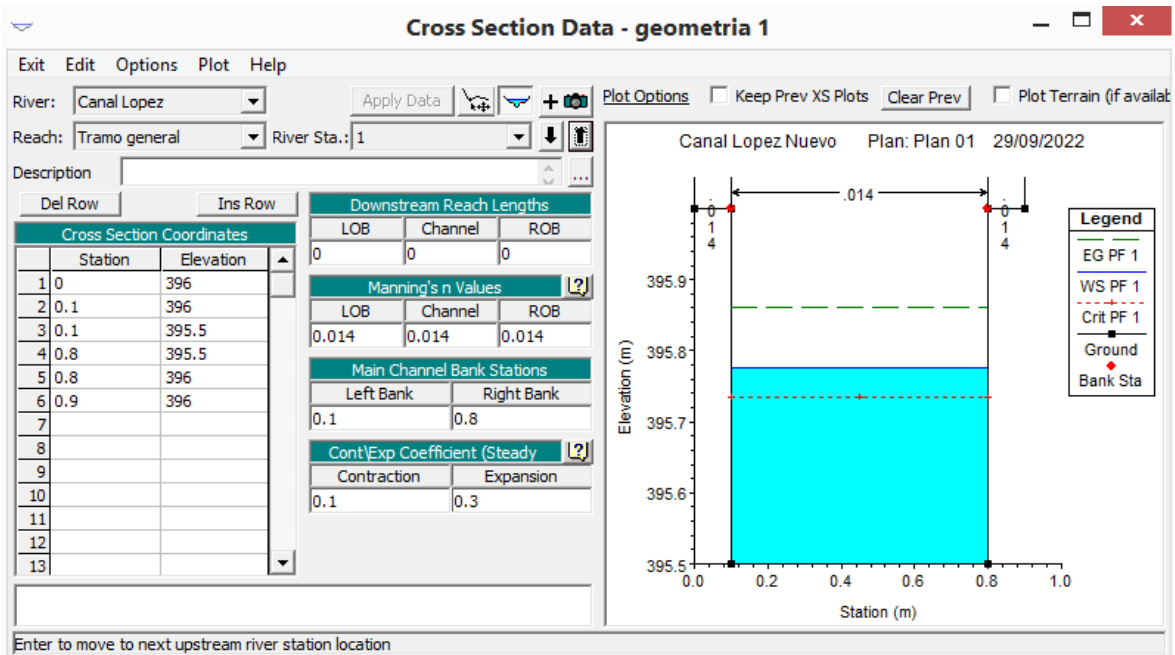 Cross Section Data - geometria 1
Exit Edit Options Plot Help
River: Canal Lopez Apply Data Plot Options Keep Prev XS Plots Clear Prev Plot Terrain (if availab
Reach: Tramo general River Sta.: 1
Description ...
Del Row Ins Row
Cross Section Coordinates
Station Elevation
1 0 396
2 0.1 396
3 0.1 395.5
4 0.8 395.5
5 0.8 396
6 0.9 396
7
8
9
10
11
12
13
Downstream Reach Lengths
LOB Channel ROB
0 0 0
Manning's n Values
LOB Channel ROB
0.014 0.014 0.014
Main Channel Bank Stations
Left Bank Right Bank
0.1 0.8
Cont\Exp Coefficient (Steady
Contraction Expansion
0.1 0.3
Canal Lopez Nuevo Plan: Plan 01 29/09/2022
.014 .014 .014
Legend
EG PF 1
WS PF 1
Crit PF 1
Ground
Bank Sta
395.9
395.8
395.7
395.6
395.5
Elevation (m)
0.0 0.2 0.4 0.6 0.8 1.0
Station (m)
Enter to move to next upstream river station location